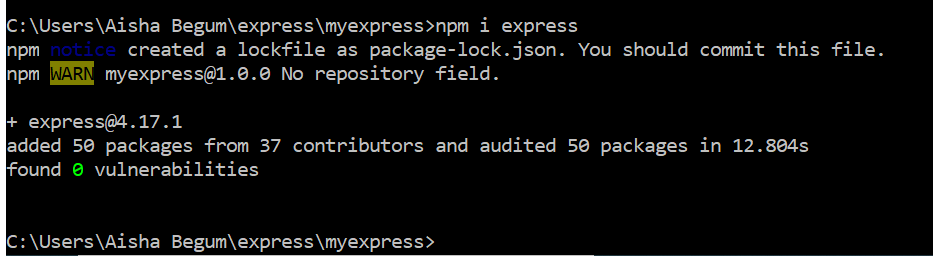 C:\Users\Aisha Begum\express\myexpress>npm i express
npm notice created a lockfile as package-lock.json. You should commit this file.
npm WARN myexpress@1.0.0 No repository field.
+ express@4.17.1
added 50 packages from 37 contributors and audited 50 packages in 12.804s
found 0 vulnerabilities
C:\Users\Aisha Begum\express\myexpress>